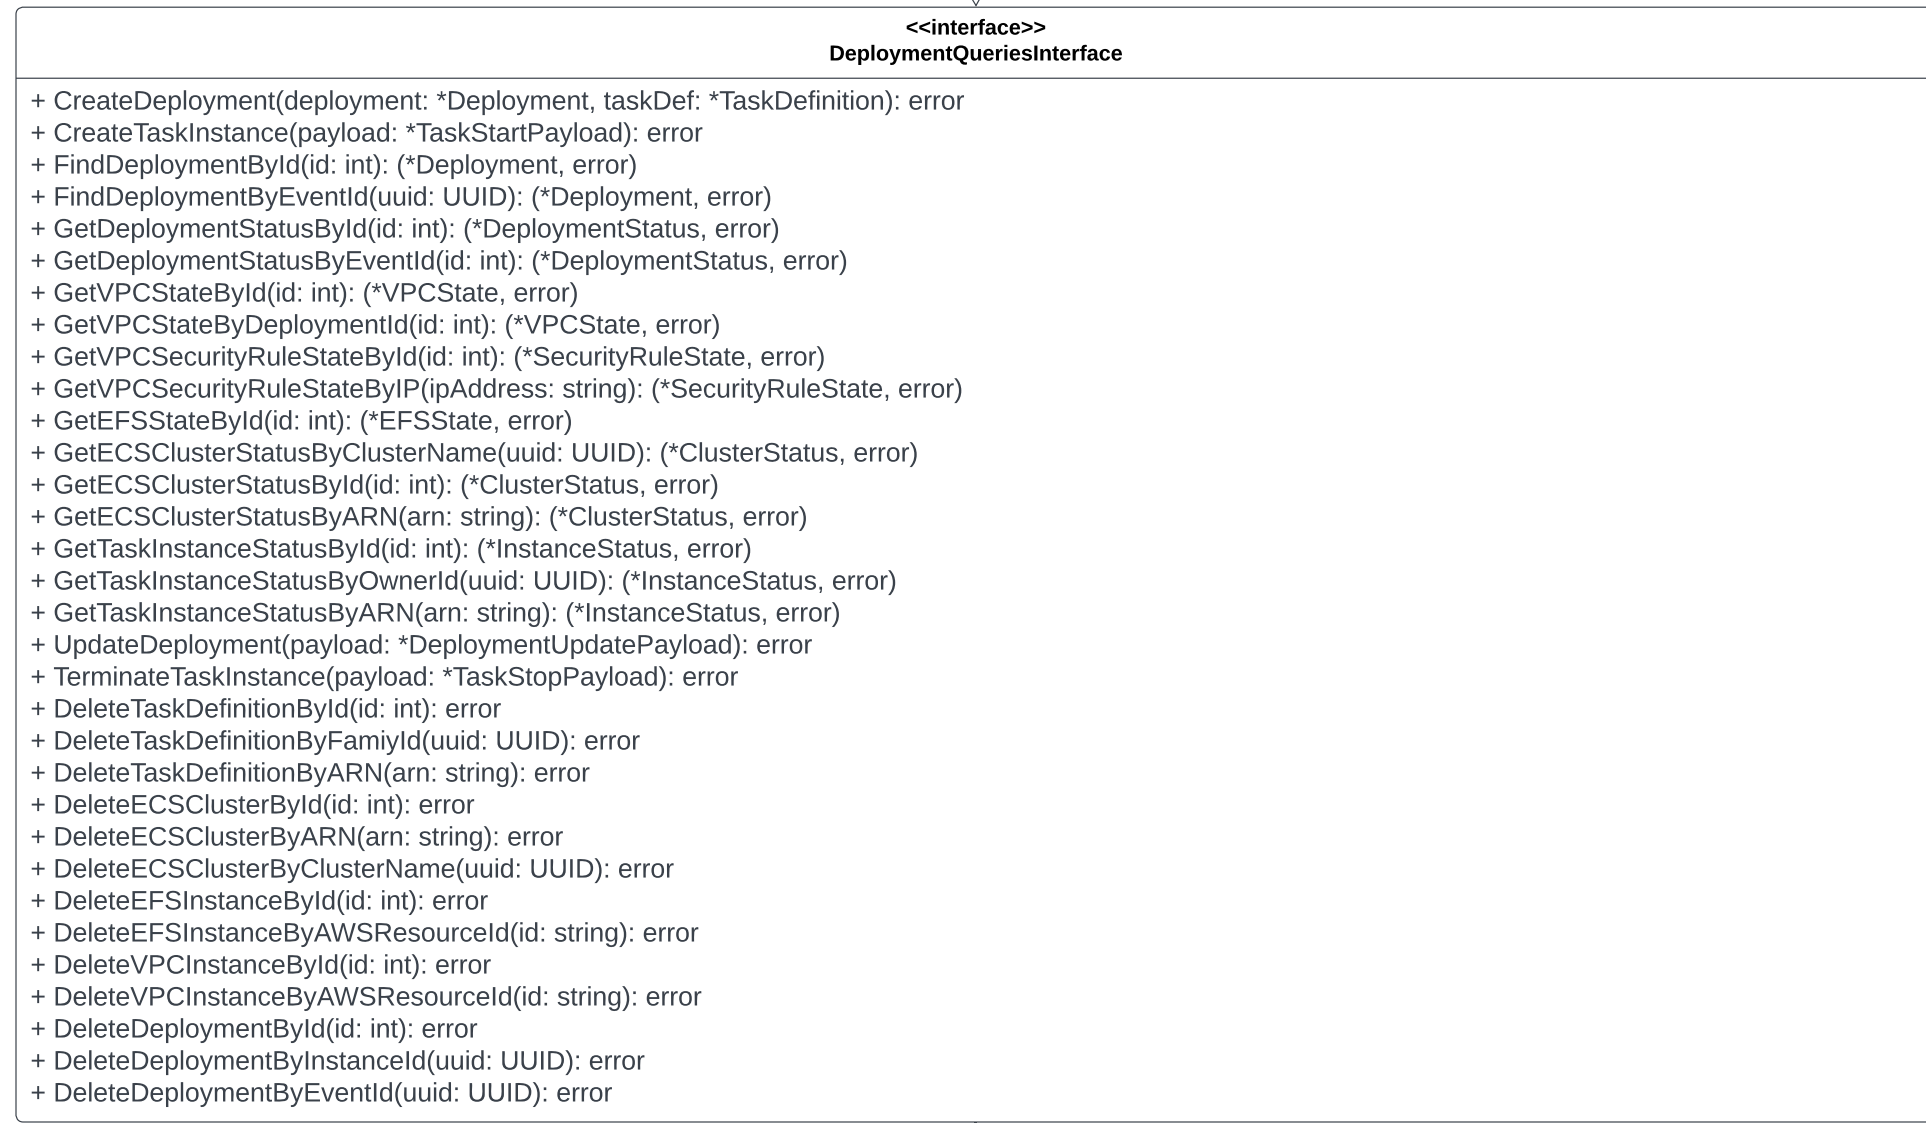 <<interface>>
DeploymentQueriesInterface
+ CreateDeployment(deployment: *Deployment, taskDef: *TaskDefinition): error
+ CreateTaskInstance(payload: *TaskStartPayload): error
+ FindDeploymentById(id: int): (*Deployment, error)
+ FindDeploymentByEventId(uuid: UUID): (*Deployment, error)
+ GetDeploymentStatusById(id: int): (*DeploymentStatus, error)
+ GetDeploymentStatusByEventId(id: int): (*DeploymentStatus, error)
+ GetVPCStateById(id: int): (*VPCState, error)
+ GetVPCStateByDeploymentId(id: int): (*VPCState, error)
+ GetVPCSecurityRuleStateById(id: int): (*SecurityRuleState, error)
+ GetVPCSecurityRuleStateByIP(ipAddress: string): (*SecurityRuleState, error)
+ GetEFSStateById(id: int): (*EFSState, error)
+ GetECSClusterStatusByClusterName(uuid: UUID): (*ClusterStatus, error)
+ GetECSClusterStatusById(id: int): (*ClusterStatus, error)
+ GetECSClusterStatusByARN(arn: string): (*ClusterStatus, error)
+ GetTaskInstanceStatusById(id: int): (*InstanceStatus, error)
+ GetTaskInstanceStatusByOwnerId(uuid: UUID): (*InstanceStatus, error)
+ GetTaskInstanceStatusByARN(arn: string): (*InstanceStatus, error)
+ UpdateDeployment(payload: *DeploymentUpdatePayload): error
+ TerminateTaskInstance(payload: *TaskStopPayload): error
+ DeleteTaskDefinitionById(id: int): error
+ DeleteTaskDefinitionByFamiyId(uuid: UUID): error
+ DeleteTaskDefinitionByARN(arn: string): error
+ DeleteECSClusterById(id: int): error
+ DeleteECSClusterByARN(arn: string): error
+ DeleteECSClusterByClusterName(uuid: UUID): error
+ DeleteEFSInstanceById(id: int): error
+ DeleteEFSInstanceByAWSResourceId(id: string): error
+ DeleteVPCInstanceById(id: int): error
+ DeleteVPCInstanceByAWSResourceId(id: string): error
+ DeleteDeploymentById(id: int): error
+ DeleteDeploymentByInstanceId(uuid: UUID): error
+ DeleteDeploymentByEventId(uuid: UUID): error